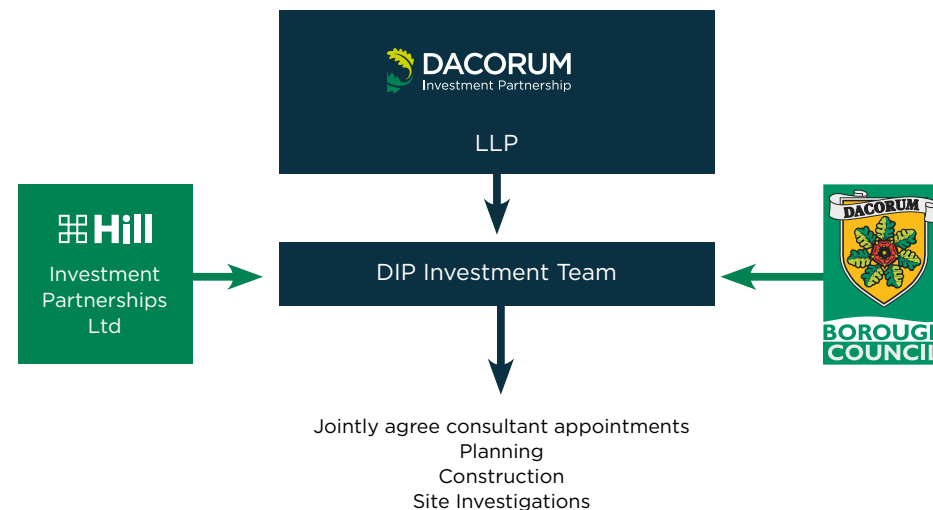 DACORUM
Investment Partnership
LLP
Hill
Investment
Partnerships
Ltd
DIP Investment Team
DACORUM
BOROUGH
COUNCIL
Jointly agree consultant appointments
Planning
Construction
Site Investigations